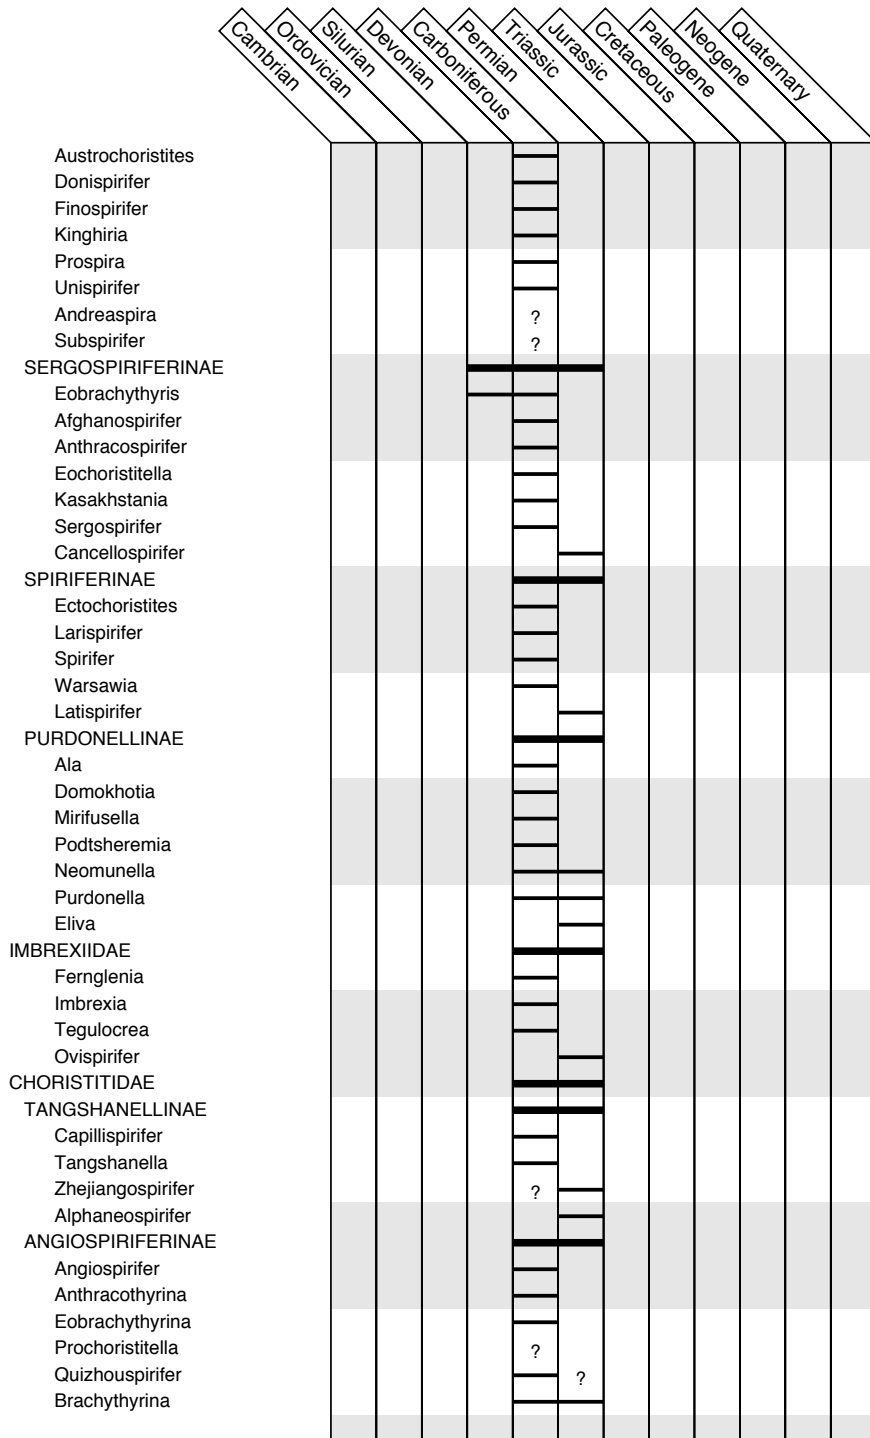 Cambrian
Ordovician
Silurian
Devonian
Carboniferous
Permian
Triassic
Jurassic
Cretaceous
Paleogene
Neogene
Quaternary
Austrochoristites
Donispirifer
Finospirifer
Kinghiria
Prospira
Unispirifer
Andreaspira ?
Subspirifer ?
SERGOSPIRIFERINAE
Eobrachythyris
Afghanospirifer
Anthracospirifer
Eochoristitella
Kasakhstania
Sergospirifer
Cancellospirifer
SPIRIFERINAE
Ectochoristites
Larispirifer
Spirifer
Warsawia
Latispirifer
PURDONELLINAE
Ala
Domokhotia
Mirifusella
Podtsheremia
Neomunella
Purdonella
Eliva
IMBREXIIDAE
Fernglenia
Imbrexia
Tegulocrea
Ovispirifer
CHORISTITIDAE
TANGSHANELLINAE
Capillispirifer
Tangshanella
Zhejiangospirifer ?
Alphaneospirifer
ANGIOSPIRIFERINAE
Angiospirifer
Anthracothyrina
Eobrachythyrina
Prochoristitella ?
Quizhouspirifer ?
Brachythyrina